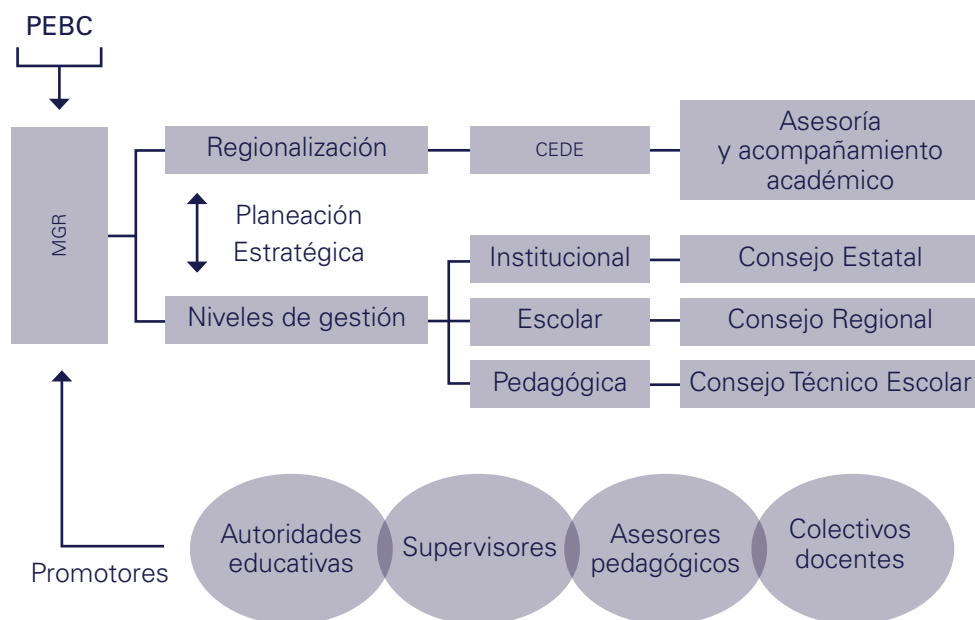 PEBC
MGR
Regionalización
CEDE
Asesoría
y acompañamiento
académico
Planeación
Estratégica
Niveles de gestión
Institucional
Consejo Estatal
Escolar
Consejo Regional
Pedagógica
Consejo Técnico Escolar
Promotores
Autoridades
educativas
Supervisores
Asesores
pedagógicos
Colectivos
docentes